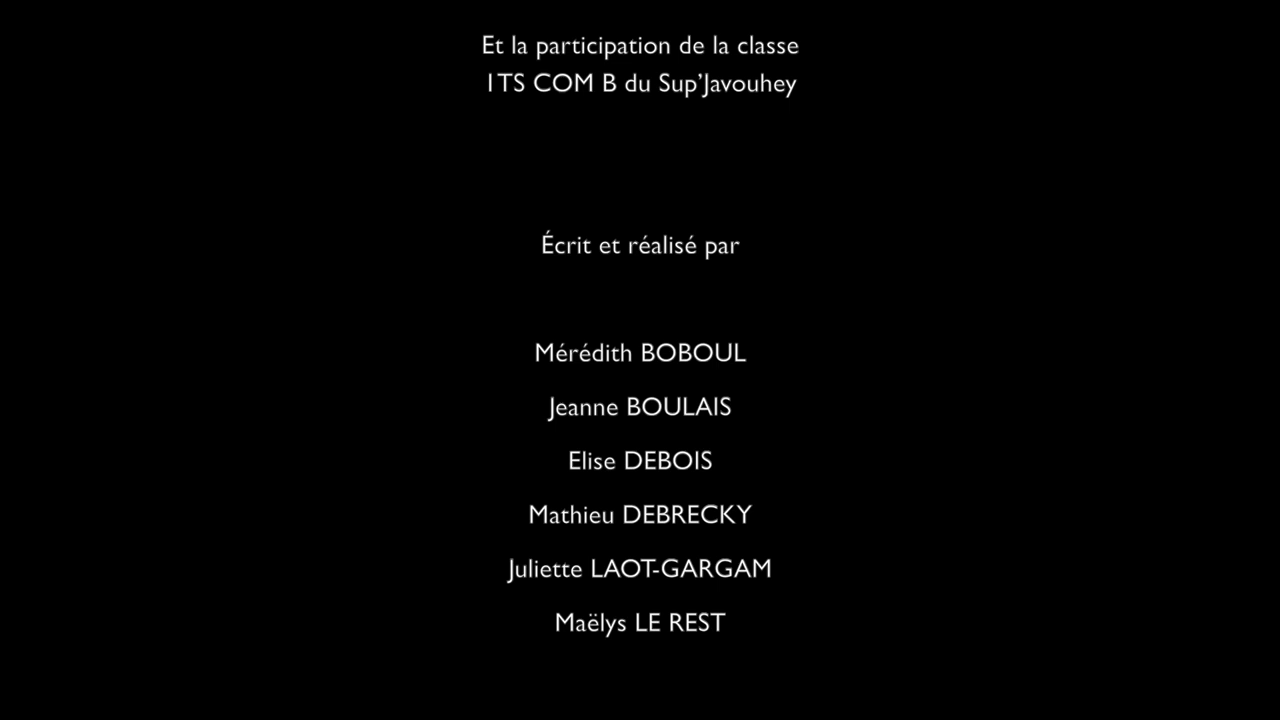 Et la participation de la classe
1TS COM B du Sup'Javouhey
Écrit et réalisé par
Mérédith BOBOUL
Jeanne BOULAIS
Elise DEBOIS
Mathieu DEBRECKY
Juliette LAOT-GARGAM
Maëlys LE REST